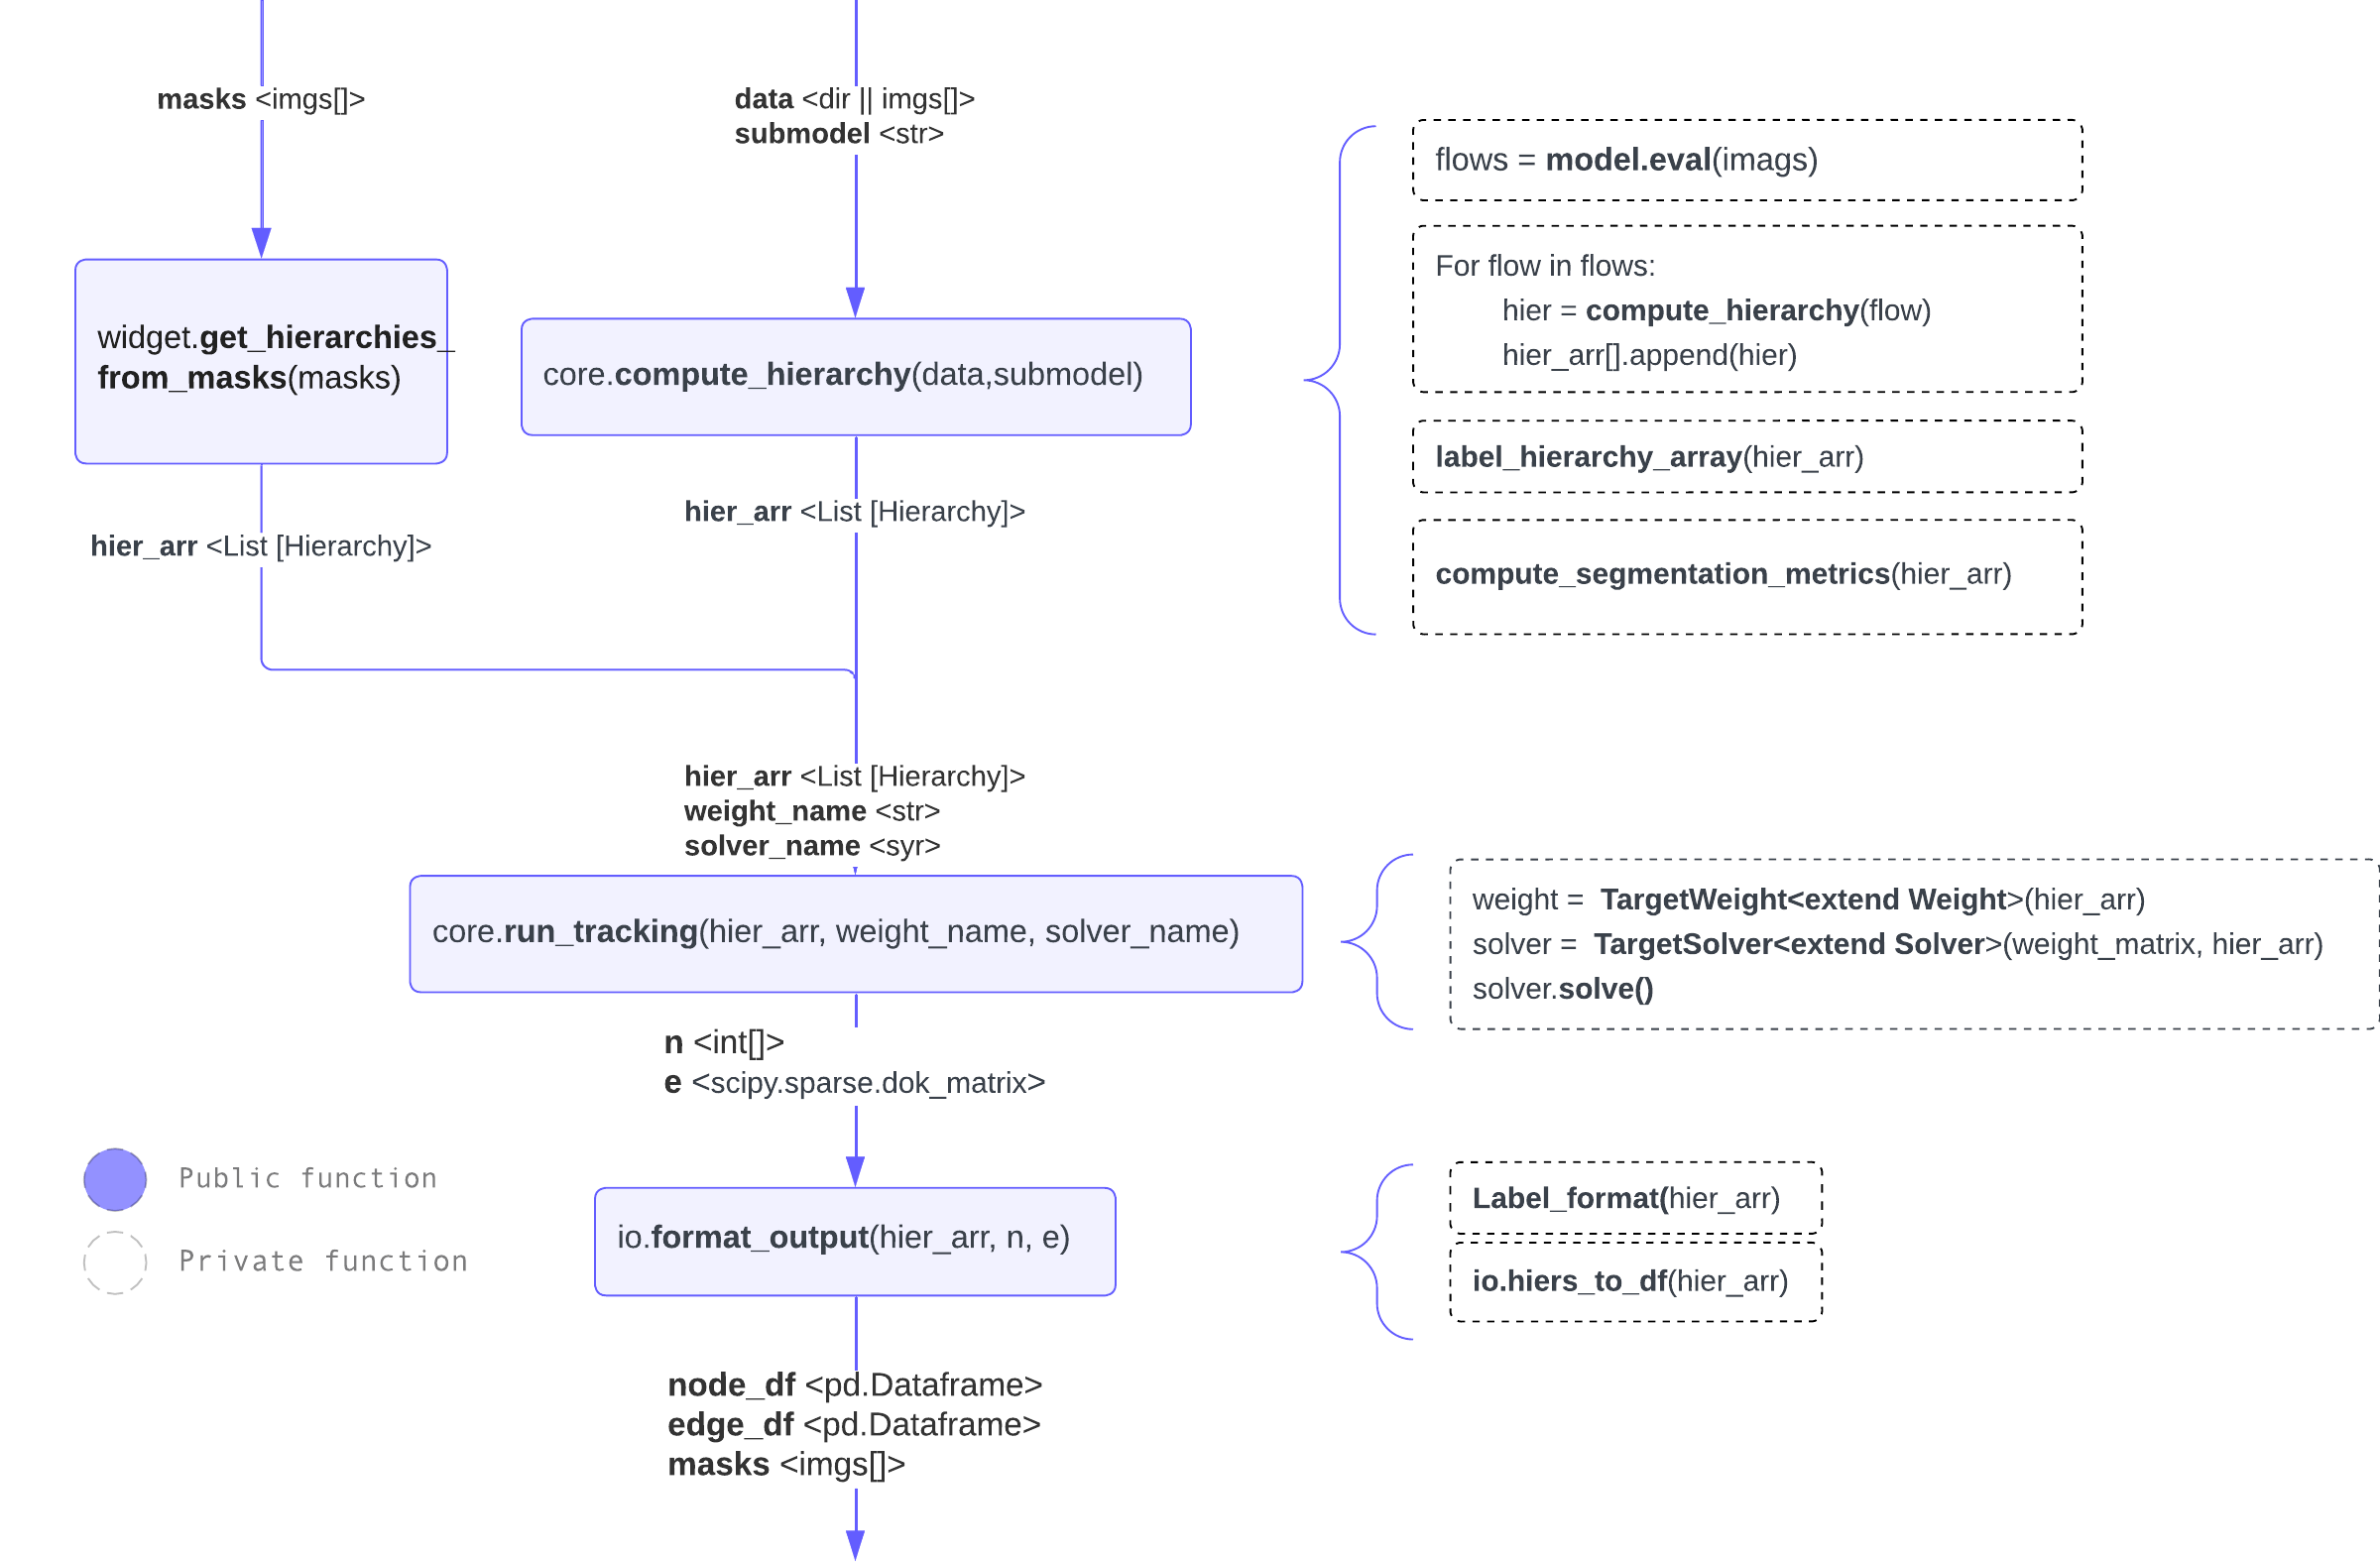 masks <imgs[]>
data <dir || imgs[]>
submodel <str>
widget.get_hierarchies_
from_masks(masks)
core.compute_hierarchy(data,submodel)
flows = model.eval(imags)
For flow in flows:
hier = compute_hierarchy(flow)
hier_arr[].append(hier)
label_hierarchy_array(hier_arr)
compute_segmentation_metrics(hier_arr)
hier_arr <List [Hierarchy]>
hier_arr <List [Hierarchy]>
hier_arr <List [Hierarchy]>
weight_name <str>
solver_name <syr>
core.run_tracking(hier_arr, weight_name, solver_name)
weight = TargetWeight<extend Weight>(hier_arr)
solver = TargetSolver<extend Solver>(weight_matrix, hier_arr)
solver.solve()
n <int[]>
e <scipy.sparse.dok_matrix>
Public function
Private function
io.format_output(hier_arr, n, e)
Label_format(hier_arr)
io.hiers_to_df(hier_arr)
node_df <pd.Dataframe>
edge_df <pd.Dataframe>
masks <imgs[]>